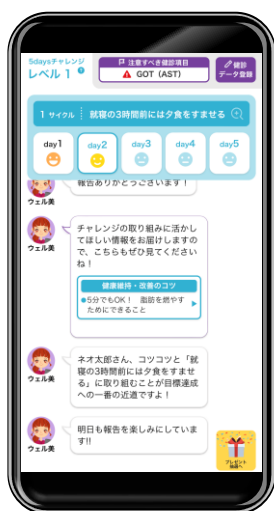 5daysチャレンジ
レベル 1
注意すべき健診項目
GOT (AST)
健診
データ登録
1 サイクル 就寝の3時間前には夕食をすませる
day1
day2
day3
day4
day5
報告ありがとうございます！
ウェル美
チャレンジの取り組みに活かし
てほしい情報をお届けしますの
で、こちらもぜひ見てください
ね！
健康維持・改善のコツ
●5分でもOK！ 脂肪を燃やす
ためにできること
ウェル美
ネオ太郎さん、コツコツと「就
寝の3時間前には夕食をすませ
る」に取り組むことが目標達成
への一番の近道ですよ！
ウェル美
明日も報告を楽しみにしていま
す!!
ウェル美
プレゼント
抽選へ